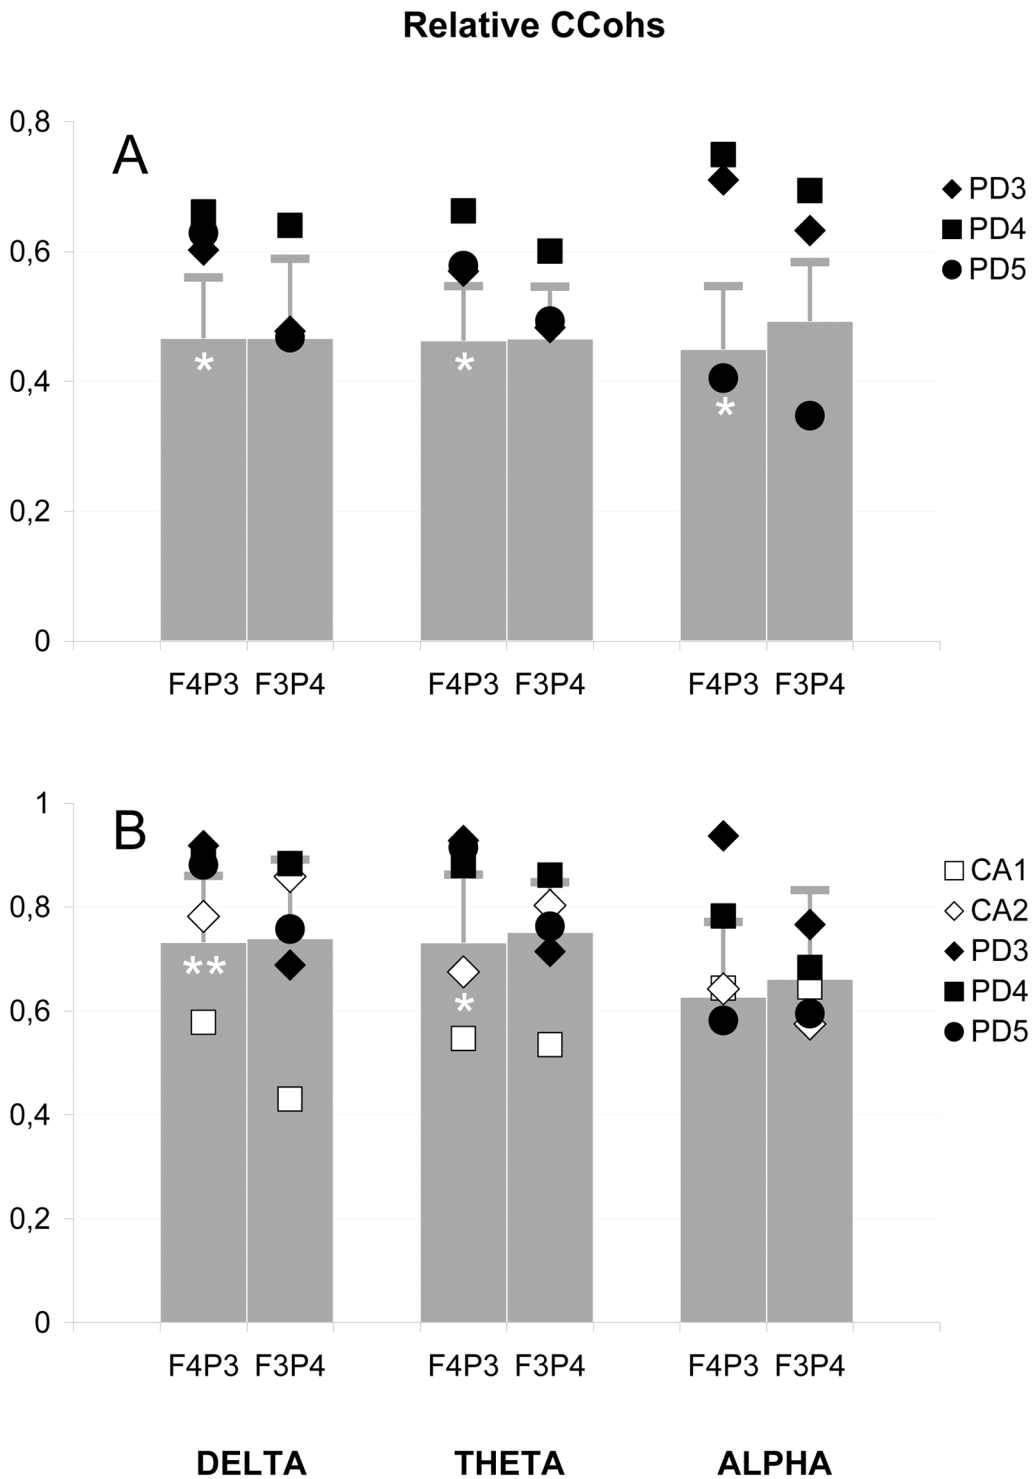 Relative CCohs
A
0,8
0,6
0,4
0,2
0
* * *
F4P3 F3P4 F4P3 F3P4 F4P3 F3P4
PD3
PD4
PD5
B
1
0,8
0,6
0,4
0,2
0
** *
F4P3 F3P4 F4P3 F3P4 F4P3 F3P4
CA1
CA2
PD3
PD4
PD5
DELTA THETA ALPHA